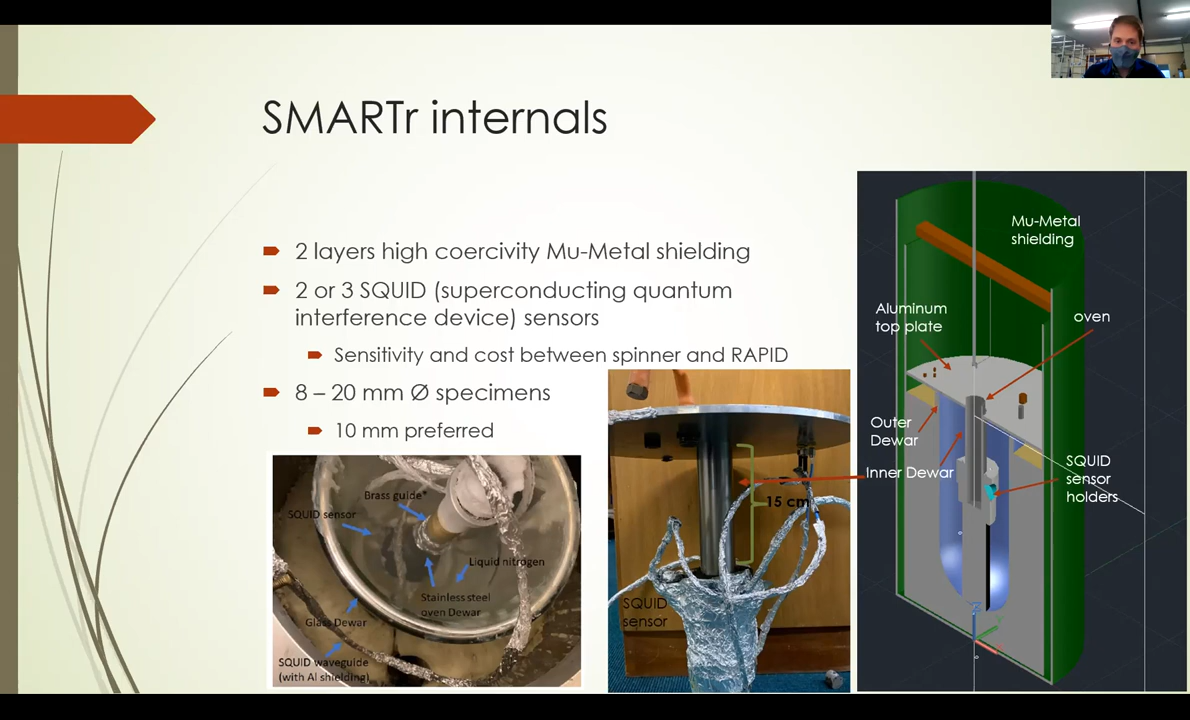 SMARTr internals
2 layers high coercivity Mu-Metal shielding
2 or 3 SQUID (superconducting quantum
interference device) sensors
Sensitivity and cost between spinner and RAPID
8 – 20 mm Ø specimens
10 mm preferred
Brass guide*
SQUID sensor
Liquid nitrogen
Stainless steel
oven Dewar
Glass Dewar
SQUID waveguide
(with Al shielding)
15 cm
SQUID
sensor
Mu-Metal
shielding
Aluminum
top plate
oven
Outer
Dewar
Inner Dewar
SQUID
sensor
holders